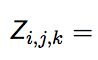 Z_{i,j,k} =